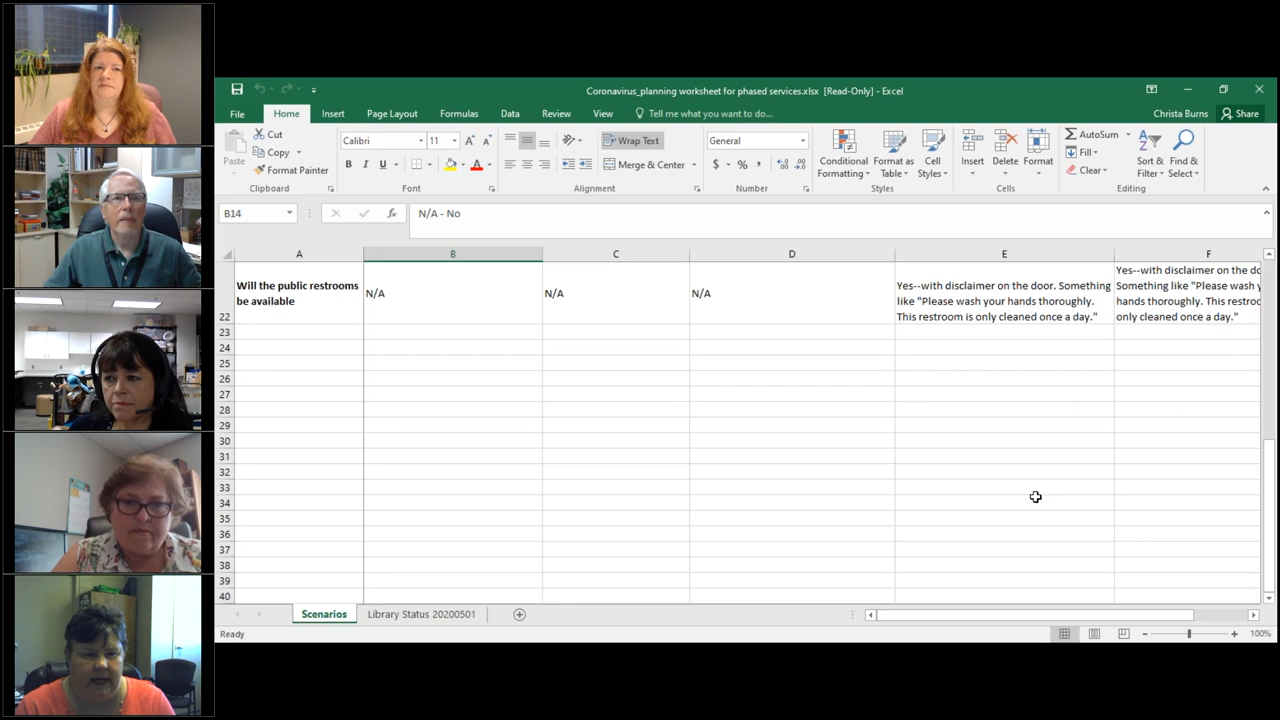 Coronavirus_planning worksheet for phased services.xlsx [Read-Only] - Excel
File Home Insert Page Layout Formulas Data Review View Tell me what you want to do... Christa Burns Share
Paste
Cut
Copy
Format Painter
Clipboard
Calibri 11
B I U
Font
Wrap Text
Merge & Center
Alignment
General
$ % ,
Number
Conditional Formatting
Format as Table
Cell Styles
Styles
Insert
Delete
Format
Cells
AutoSum
Fill
Clear
Sort & Filter
Find & Select
Editing
B14 fx N/A - No
A B C D E F
22
Will the public restrooms
be available
N/A
N/A
N/A
Yes--with disclaimer on the door. Something
like "Please wash your hands thoroughly.
This restroom is only cleaned once a day."
Yes--with disclaimer on the do
Something like "Please wash y
hands thoroughly. This restroo
only cleaned once a day."
23
24
25
26
27
28
29
30
31
32
33
34
35
36
37
38
39
40
Scenarios Library Status 20200501
Ready 100%